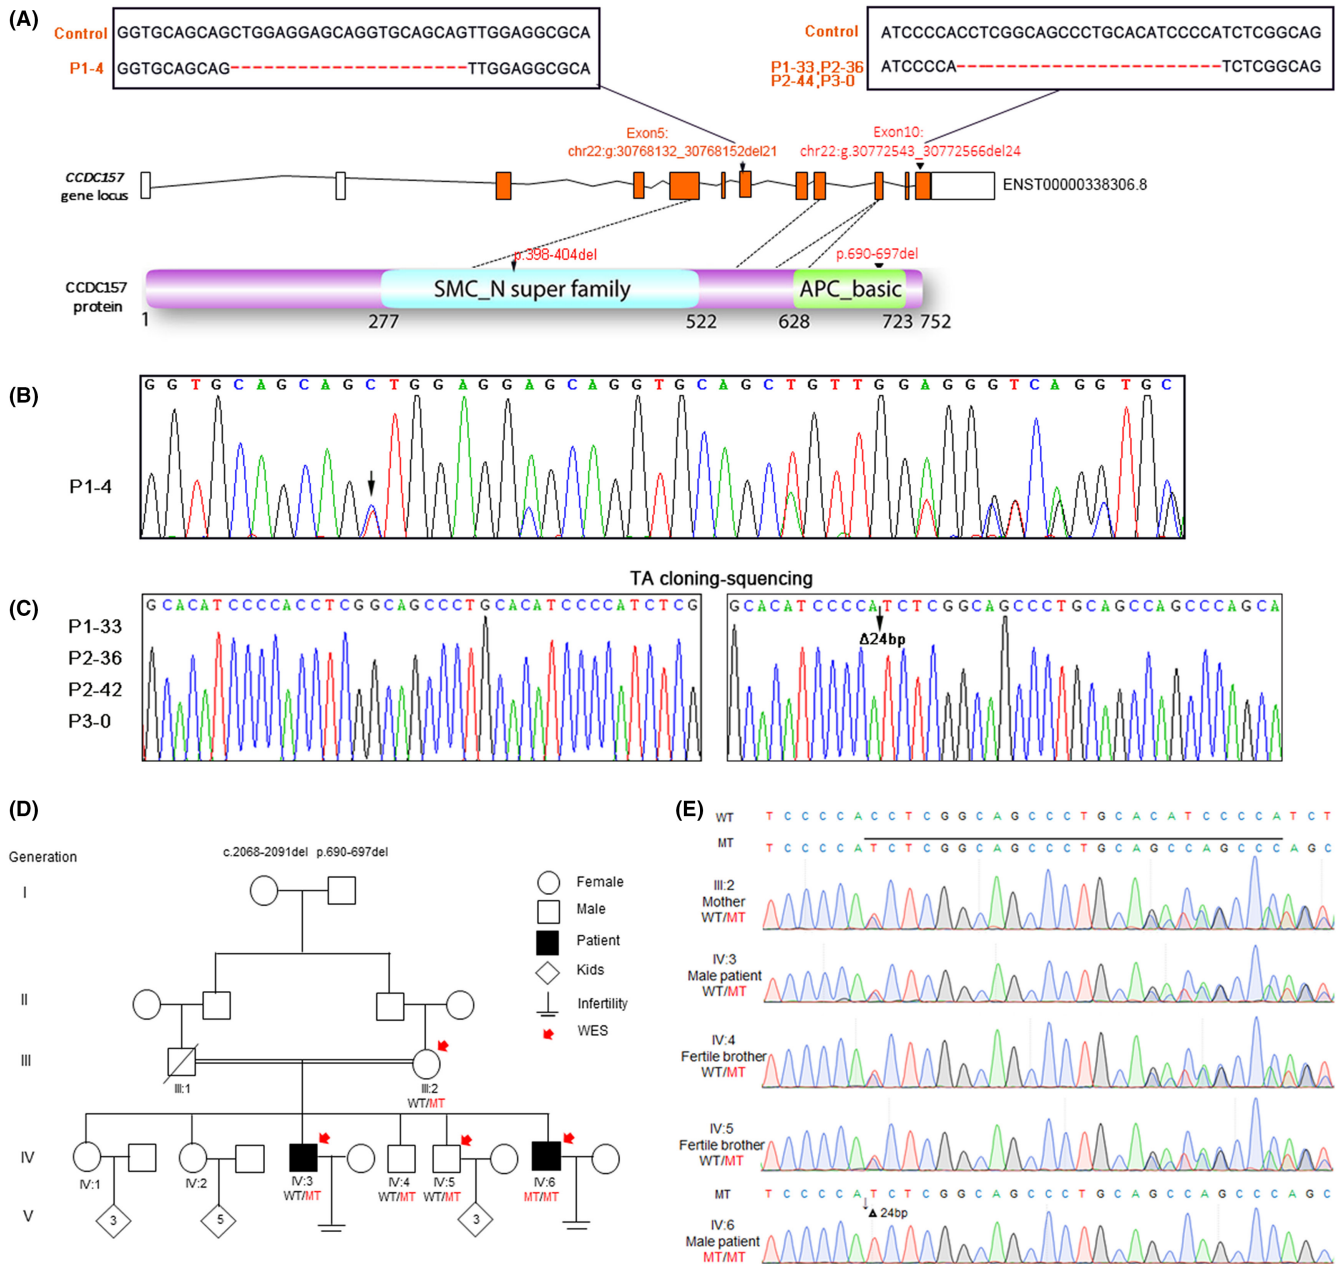 (A)
Control GGTGCAGCAGCTGGAGGAGCAGGTGCAGCAGTTGGAGGCGCA
P1-4 GGTGCAGCAG--------------------TTGGAGGCGCA
Control ATCCCCACCTCGGCAGCCCTGCACATCCCCATCTCGGCAG
P1-33,P2-36 ATCCCCA------------------------TCTCGGCAG
P2-44,P3-0
Exon5:
chr22:g:30768132_30768152del21
Exon10:
chr22:g.30772543_30772566del24
CCDC157
gene locus
ENST00000338306.8
p.398-404del
p.690-697del
CCDC157
protein
SMC_N super family
APC_basic
1 277 522 628 723 752
(B)
G G T G C A G C A G C T G G A G G A G C A G G T G C A G C T G T T G G A G G G T C A G G T G C
P1-4
TA cloning-sequencing
(C)
P1-33
P2-36
P2-42
P3-0
GCACATCCCCACCTCGGCAGCCCTGCACATCCCCATCTCG
GCACATCCCCATCTCGGCAGCCCTGCAGCCAGCCCAGCA
Δ24bp
(D)
Generation
c.2068-2091del p.690-697del
I
II
III
IV
V
Female
Male
Patient
Kids
Infertility
WES
III:1
III:2
WT/MT
IV:1
IV:2
IV:3
WT/MT
IV:4
WT/MT
IV:5
WT/MT
IV:6
MT/MT
3
5
3
(E)
WT T C C C C A C C T C G G C A G C C C T G C A C A T C C C C A T C T
MT T C C C C A T C T C G G C A G C C C T G C A G C C A G C C C A G C
III:2
Mother
WT/MT
IV:3
Male patient
WT/MT
IV:4
Fertile brother
WT/MT
IV:5
Fertile brother
WT/MT
MT T C C C C A T C T C G G C A G C C C T G C A G C C A G C C C A G C
Δ 24bp
IV:6
Male patient
MT/MT